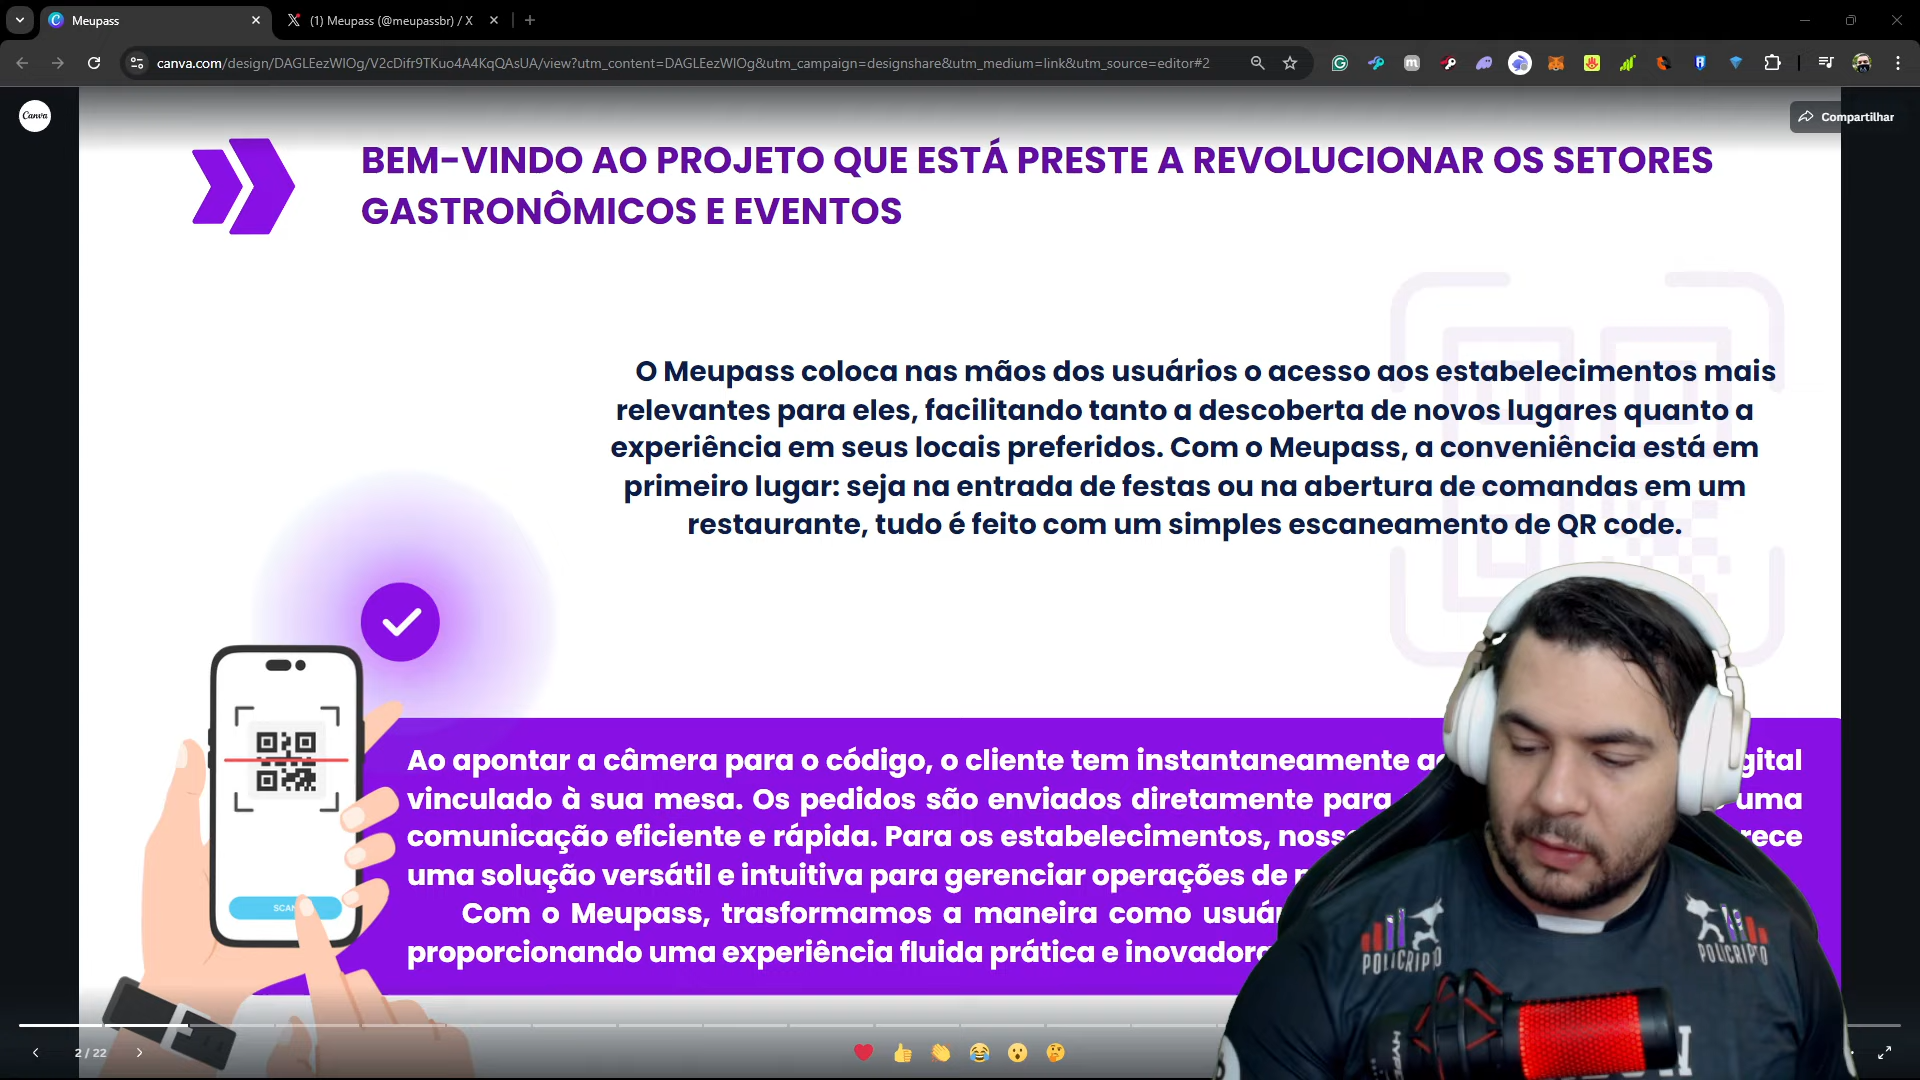 Meupass
(1) Meupass (@meupassbr) / X
canva.com/design/DAGLEezWIOg/V2cDifr9TKuo4A4KqQAsUA/view?utm_content=DAGLEezWIOg&utm_campaign=designshare&utm_medium=link&utm_source=editor#2
Canva
Compartilhar
BEM-VINDO AO PROJETO QUE ESTÁ PRESTE A REVOLUCIONAR OS SETORES
GASTRONÔMICOS E EVENTOS
O Meupass coloca nas mãos dos usuários o acesso aos estabelecimentos mais
relevantes para eles, facilitando tanto a descoberta de novos lugares quanto a
experiência em seus locais preferidos. Com o Meupass, a conveniência está em
primeiro lugar: seja na entrada de festas ou na abertura de comandas em um
restaurante, tudo é feito com um simples escaneamento de QR code.
Ao apontar a câmera para o código, o cliente tem instantaneamente
vinculado à sua mesa. Os pedidos são enviados diretamente para uma
comunicação eficiente e rápida. Para os estabelecimentos,
uma solução versátil e intuitiva para gerenciar operações de
Com o Meupass, trasformamos a maneira como
proporcionando uma experiência fluida prática e
SCAN
POLICRIPTO
POLICRIPTO
2 / 22